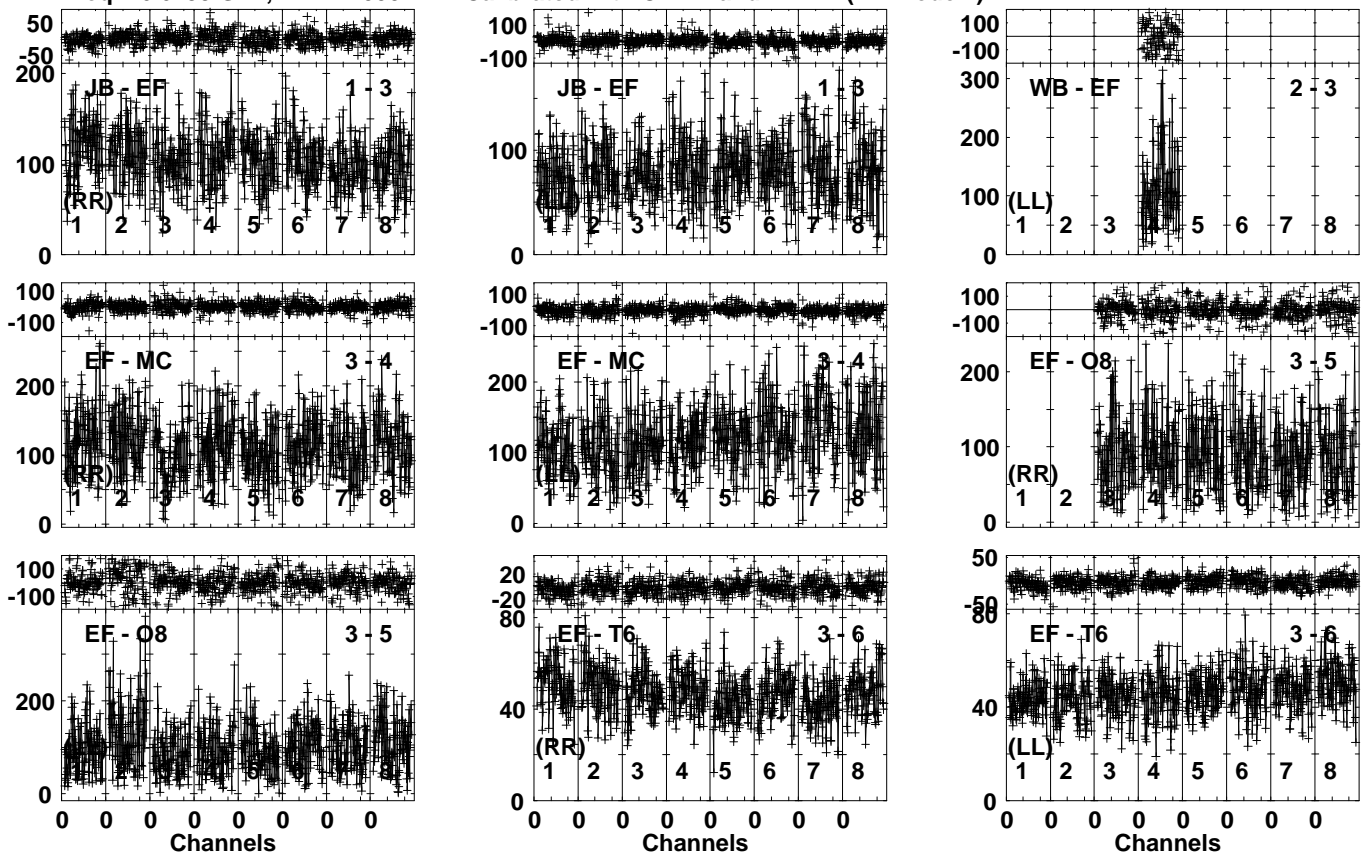 50 100 100
-50 -100 -100
200 JB - EF 1 - 3 JB - EF 1 - 3 300 WB - EF 2 - 3
200
100 100 100
(RR) (LL) (LL)
1 2 3 4 5 6 7 8 1 2 3 4 5 6 7 8 1 2 3 4 5 6 7 8
0 0 0
100 100 100
-100 -100 -100
EF - MC 3 - 4 EF - MC 3 - 4 EF - O8 3 - 5
200 200 200
100 100 100
(RR) (LL) (RR)
1 2 3 4 5 6 7 8 1 2 3 4 5 6 7 8 1 2 3 4 5 6 7 8
0 0 0
100 20 50
-100 -20 -50
80 80
EF - O8 3 - 5 EF - T6 3 - 6 EF - T6 3 - 6
200 40 40
(RR) (LL)
2 3 4 5 6 7 8 1 2 3 4 5 6 7 8 1 2 3 4 5 6 7 8
0 0 0
0 0 0 0 0 0 0 0 0 0 0 0 0 0 0 0 0 0 0 0 0 0 0 0
Channels Channels Channels